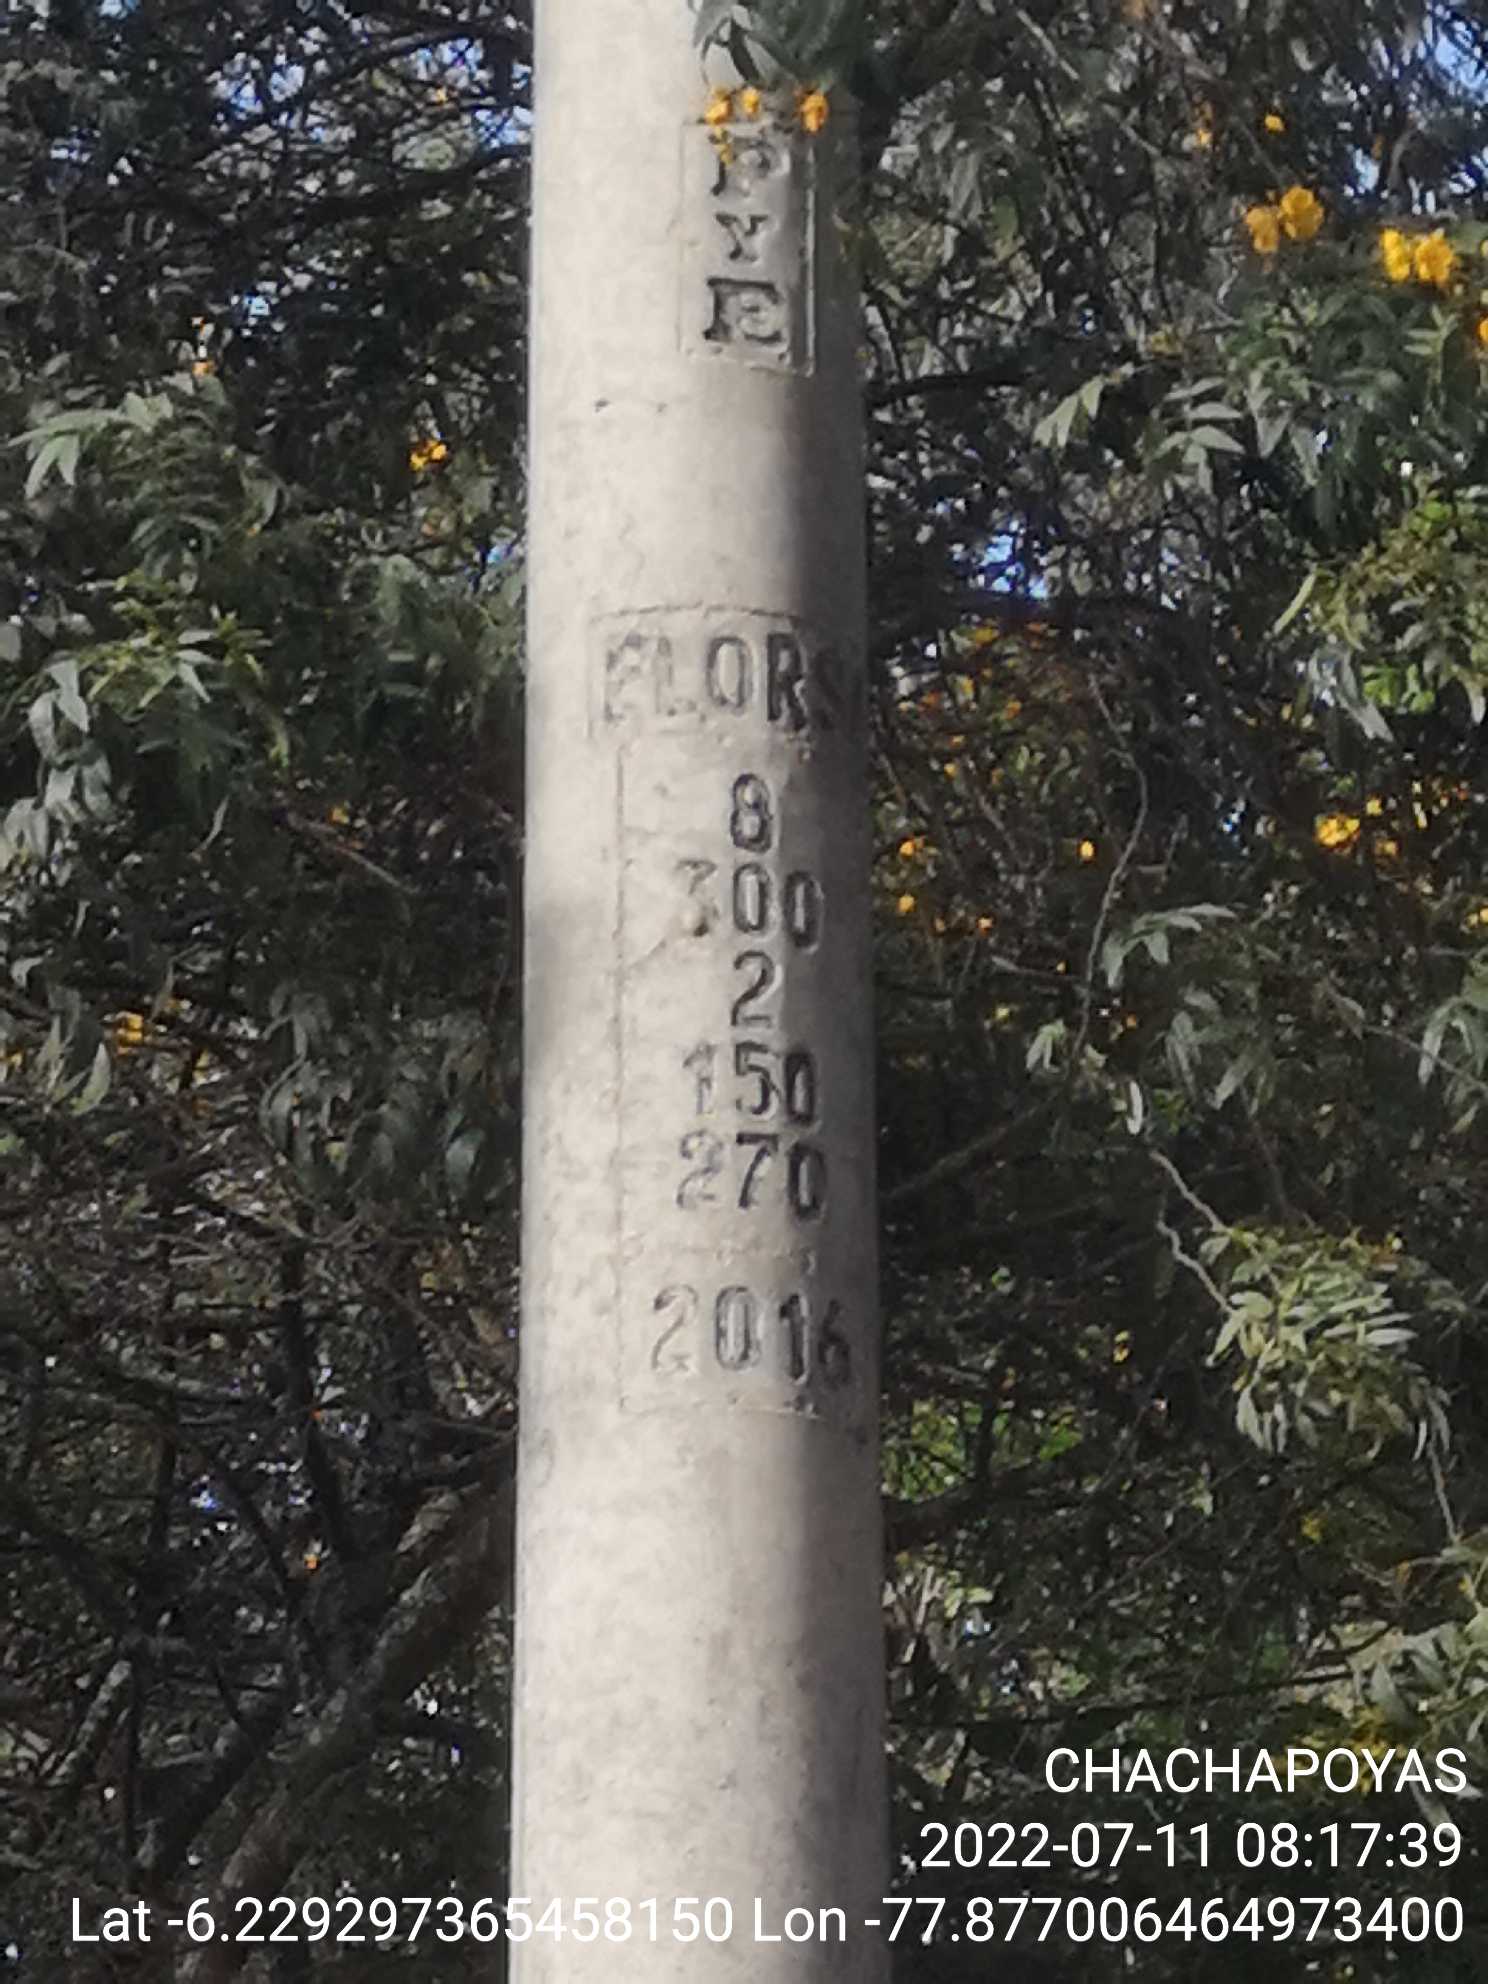 P
Y
E
FLORS
8
300
2
150
270
2016
CHACHAPOYAS
2022-07-11 08:17:39
Lat -6.229297365458150 Lon -77.877006464973400